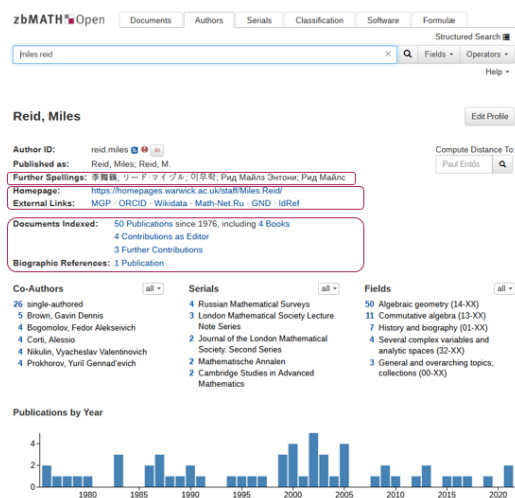 zbMATH Open
Documents Authors Serials Classification Software Formulæ
Structured Search
miles reid × Fields Operators
Help
Reid, Miles Edit Profile
Author ID: reid.miles AI Compute Distance To:
Published as: Reid, Miles; Reid, M. Paul Erdős
Further Spellings: 李舞鶴; リード·マイヅル; 이무학; Рид Майлз Энтони; Рид Майлс
Homepage: https://homepages.warwick.ac.uk/staff/Miles.Reid/
External Links: MGP · ORCID · Wikidata · Math-Net.Ru · GND · IdRef
Documents Indexed: 50 Publications since 1976, including 4 Books
4 Contributions as Editor
3 Further Contributions
Biographic References: 1 Publication
Co-Authors all
26 single-authored
5 Brown, Gavin Dennis
4 Bogomolov, Fedor Alekseivich
4 Corti, Alessio
4 Nikulin, Vyacheslav Valentinovich
4 Prokhorov, Yuriĭ Gennad'evich
Serials all
4 Russian Mathematical Surveys
3 London Mathematical Society Lecture
Note Series
2 Journal of the London Mathematical
Society. Second Series
2 Mathematische Annalen
2 Cambridge Studies in Advanced
Mathematics
Fields all
50 Algebraic geometry (14-XX)
11 Commutative algebra (13-XX)
7 History and biography (01-XX)
4 Several complex variables and
analytic spaces (32-XX)
3 General and overarching topics;
collections (00-XX)
Publications by Year
4
2
0
1980 1985 1990 1995 2000 2005 2010 2015 2020